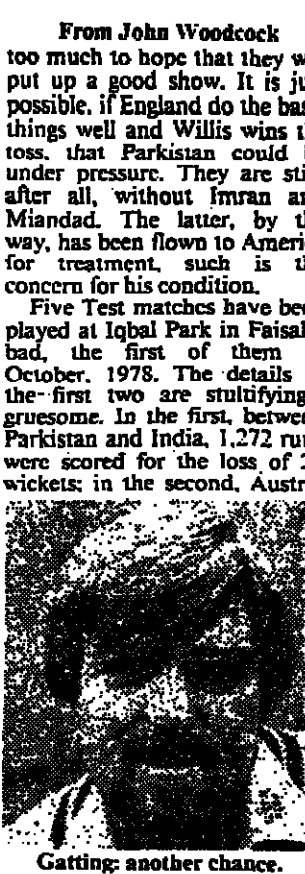 From John Woodcock
too much to hope that they w
put up a good show. It is ju
possible, if England do the ba
things well and Willis wins t
toss, that Parkistan could
under pressure. They are sti
after all, without Imran a
Miandad. The latter, by t
way, has been flown to Ameri
for treatment, such is t
concern for his condition.
Five Test matches have bee
played at Iqbal Park in Faisal
bad, the first of them
October, 1978. The details
the first two are stultifying
gruesome. In the first, betwee
Parkistan and India, 1,272 run
were scored for the loss of 2
wickets; in the second, Austr
Gatting: another chance.